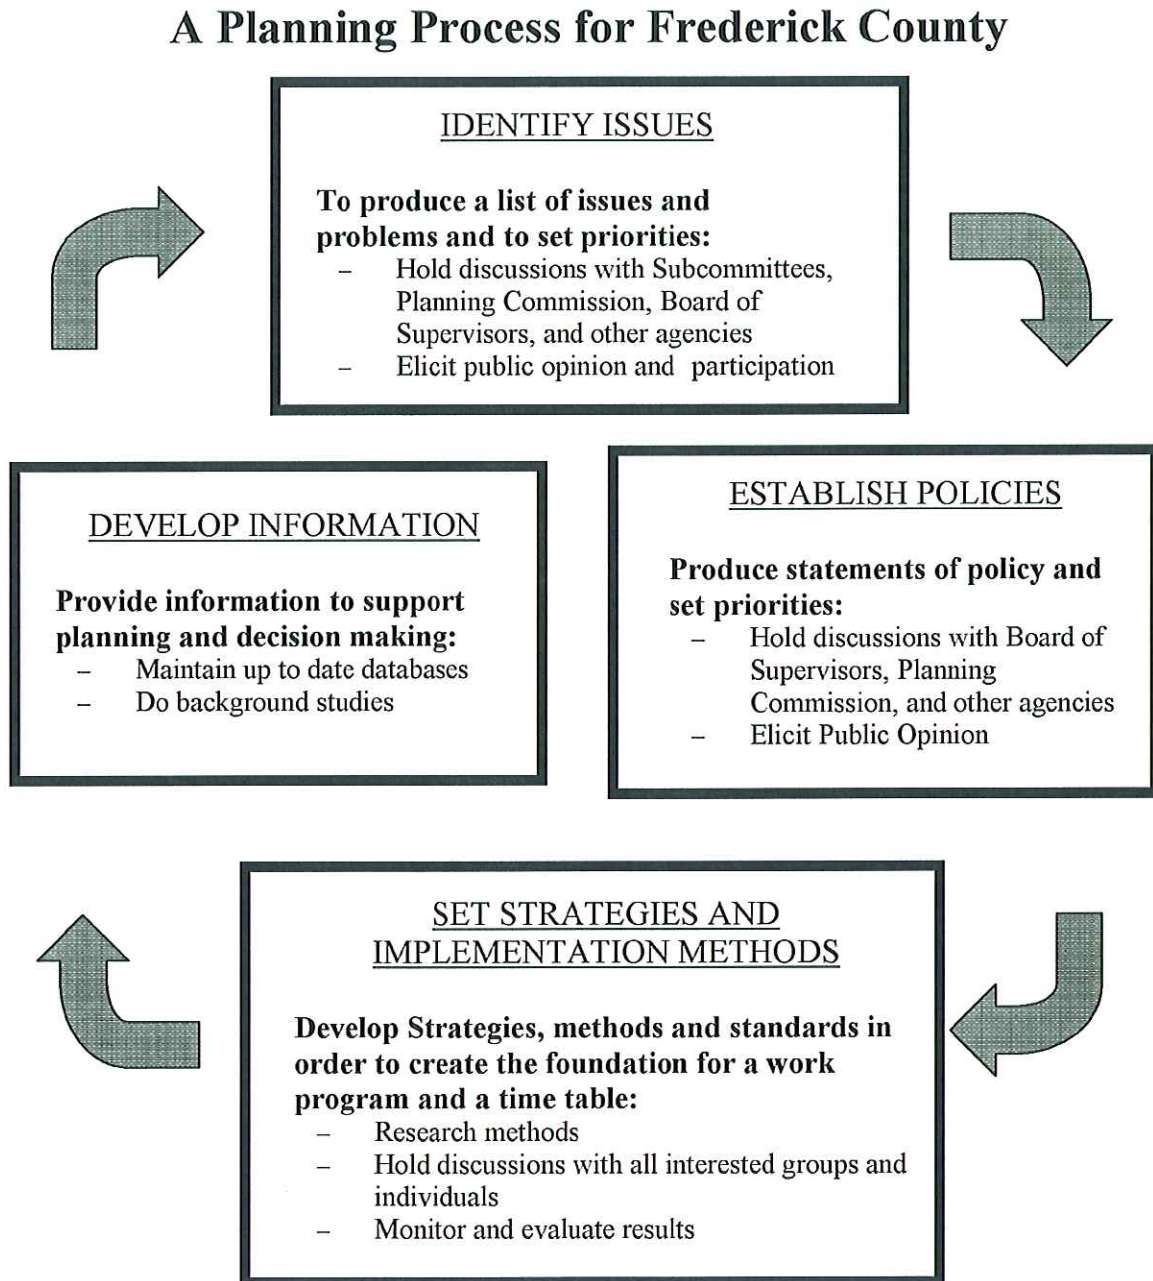 A Planning Process for Frederick County
IDENTIFY ISSUES
To produce a list of issues and
problems and to set priorities:
– Hold discussions with Subcommittees,
Planning Commission, Board of
Supervisors, and other agencies
– Elicit public opinion and participation
DEVELOP INFORMATION
Provide information to support
planning and decision making:
– Maintain up to date databases
– Do background studies
ESTABLISH POLICIES
Produce statements of policy and
set priorities:
– Hold discussions with Board of
Supervisors, Planning
Commission, and other agencies
– Elicit Public Opinion
SET STRATEGIES AND
IMPLEMENTATION METHODS
Develop Strategies, methods and standards in
order to create the foundation for a work
program and a time table:
– Research methods
– Hold discussions with all interested groups and
individuals
– Monitor and evaluate results